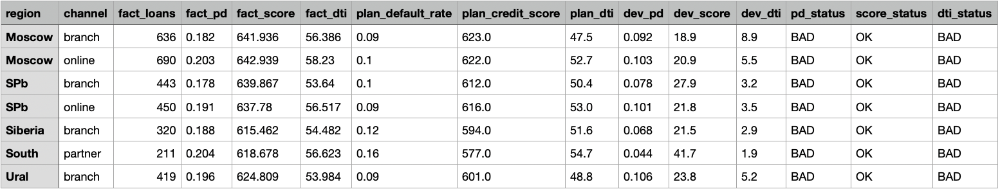 region channel fact_loans fact_pd fact_score fact_dti plan_default_rate plan_credit_score plan_dti dev_pd dev_score dev_dti pd_status score_status dti_status
Moscow branch 636 0.182 641.936 56.386 0.09 623.0 47.5 0.092 18.9 8.9 BAD OK BAD
Moscow online 690 0.203 642.939 58.23 0.1 622.0 52.7 0.103 20.9 5.5 BAD OK BAD
SPb branch 443 0.178 639.867 53.64 0.1 612.0 50.4 0.078 27.9 3.2 BAD OK BAD
SPb online 450 0.191 637.78 56.517 0.09 616.0 53.0 0.101 21.8 3.5 BAD OK BAD
Siberia branch 320 0.188 615.462 54.482 0.12 594.0 51.6 0.068 21.5 2.9 BAD OK BAD
South partner 211 0.204 618.678 56.623 0.16 577.0 54.7 0.044 41.7 1.9 BAD OK BAD
Ural branch 419 0.196 624.809 53.984 0.09 601.0 48.8 0.106 23.8 5.2 BAD OK BAD